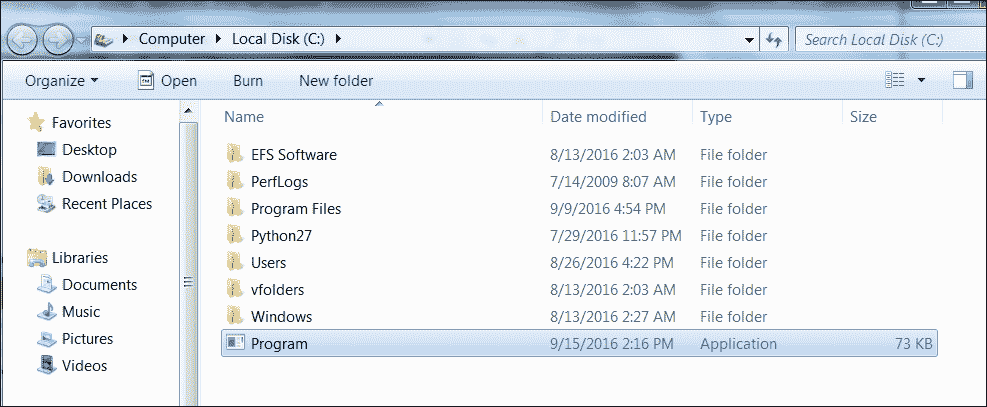 Computer Local Disk (C:) Search Local Disk (C:)
Organize Open Burn New folder
Name Date modified Type Size
Favorites
Desktop
Downloads
Recent Places
Libraries
Documents
Music
Pictures
Videos
EFS Software 8/13/2016 2:03 AM File folder
PerfLogs 7/14/2009 8:07 AM File folder
Program Files 9/9/2016 4:54 PM File folder
Python27 7/29/2016 11:57 PM File folder
Users 8/26/2016 4:22 PM File folder
vfolders 8/13/2016 2:03 AM File folder
Windows 8/13/2016 2:27 AM File folder
Program 9/15/2016 2:16 PM Application 73 KB